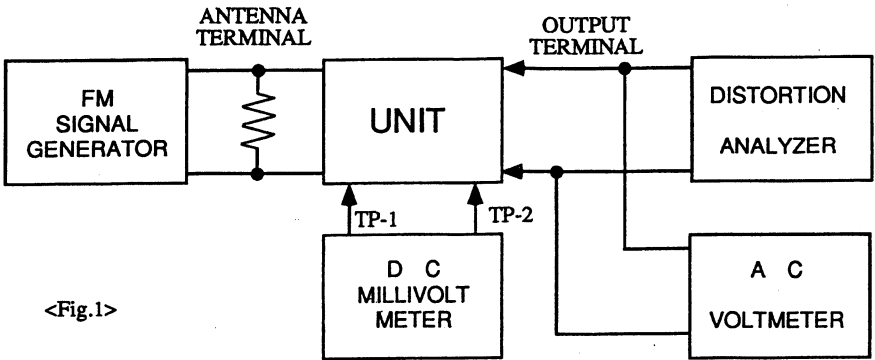 ANTENNA
TERMINAL
OUTPUT
TERMINAL
FM
SIGNAL
GENERATOR
UNIT
DISTORTION
ANALYZER
TP-1
TP-2
D C
MILLIVOLT
METER
A C
VOLTMETER
<Fig.1>